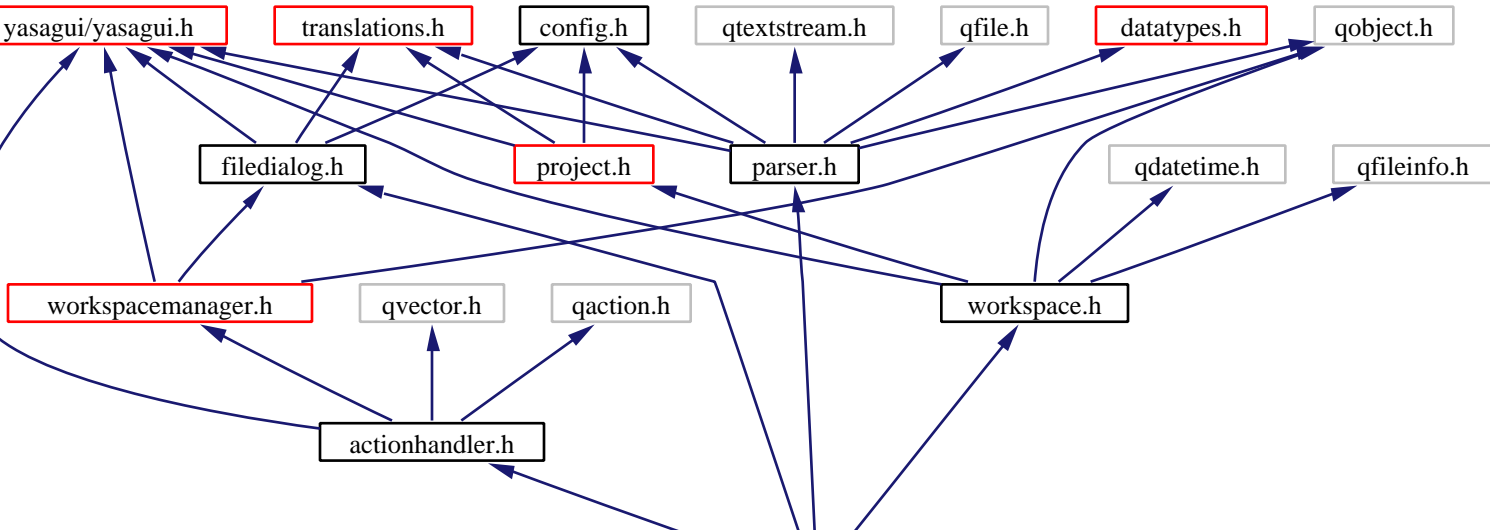 yasagui/yasagui.h
translations.h
config.h
qtextstream.h
qfile.h
datatypes.h
qobject.h
filedialog.h
project.h
parser.h
qdatetime.h
qfileinfo.h
workspacemanager.h
qvector.h
qaction.h
workspace.h
actionhandler.h